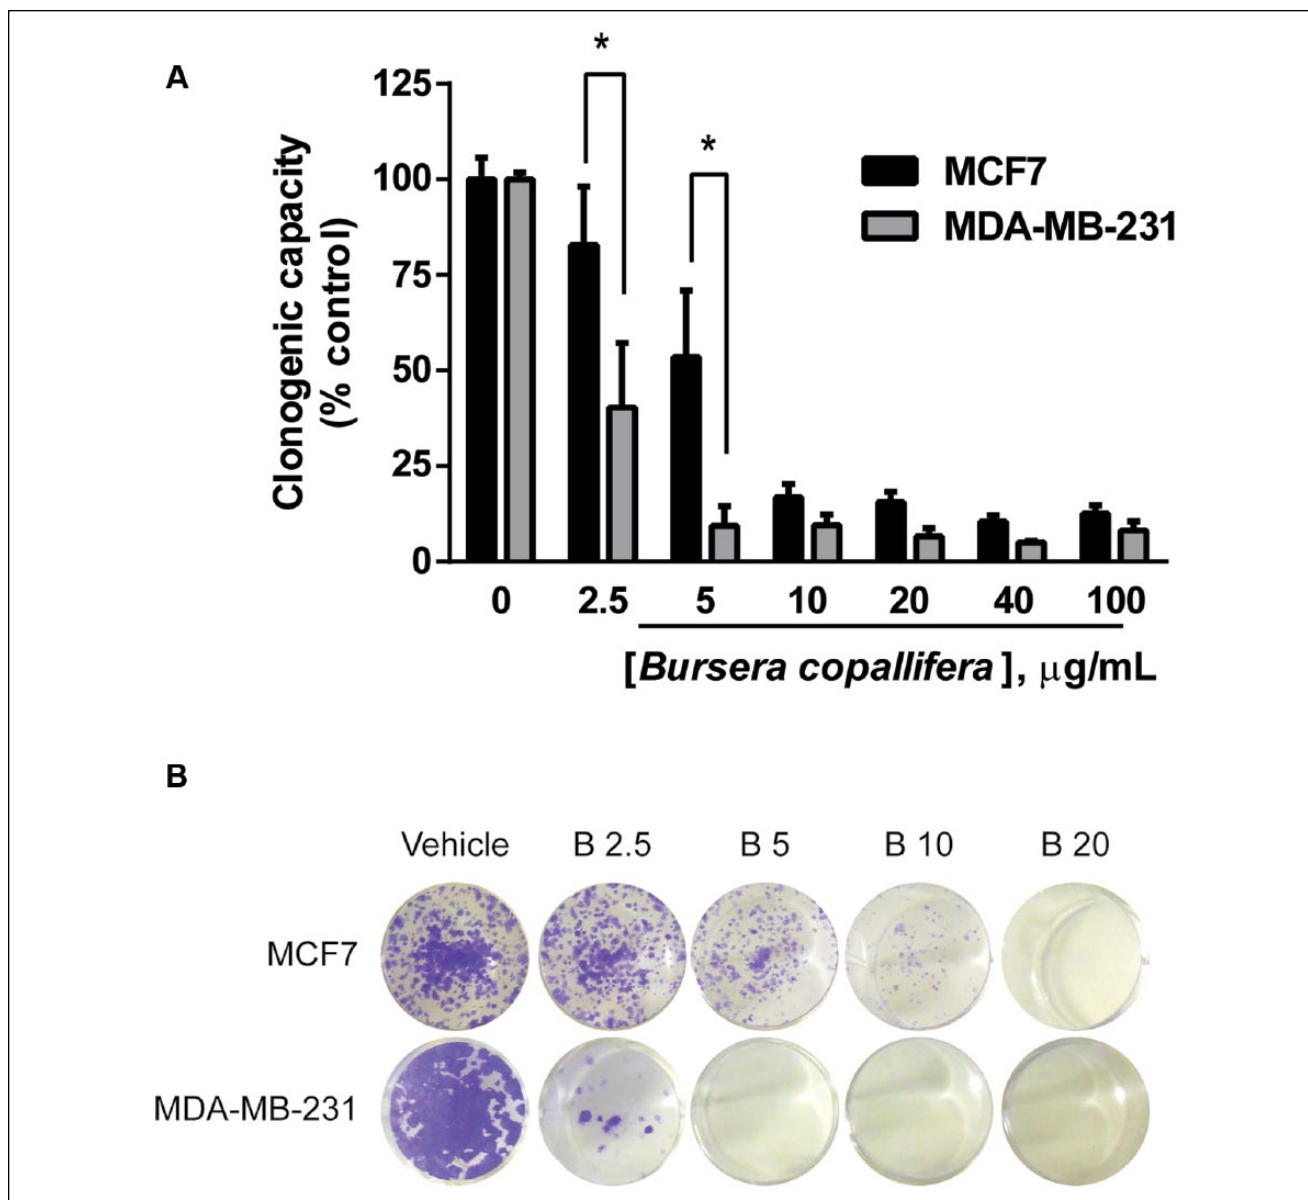 A
*
*
125
100
75
50
25
0
Clonogenic capacity
(% control)
MCF7
MDA-MB-231
0 2.5 5 10 20 40 100
[Bursera copallifera], μg/mL
B
Vehicle B 2.5 B 5 B 10 B 20
MCF7
MDA-MB-231